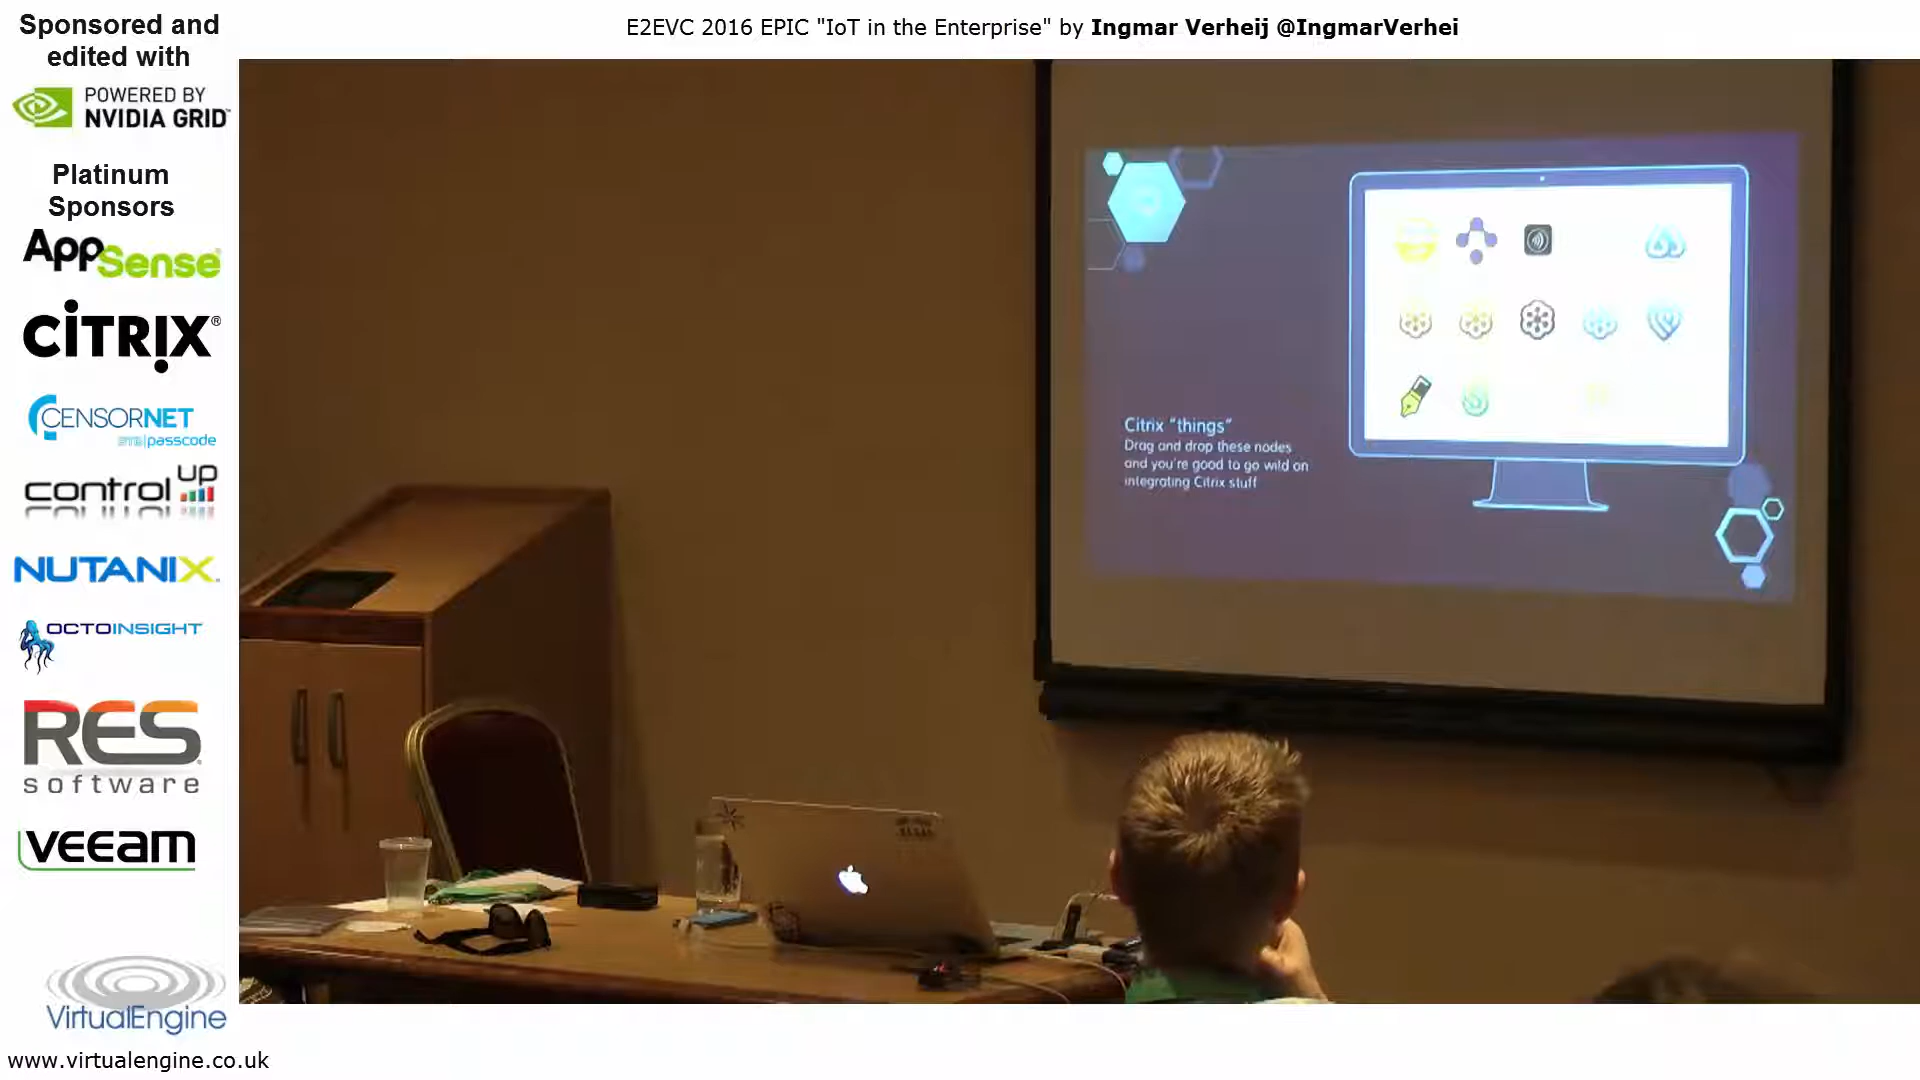 Sponsored and
edited with
POWERED BY
NVIDIA GRID
Platinum
Sponsors
AppSense
CITRIX®
CENSORNET
passcode
control up
NUTANIX
OCTOINSIGHT
RES
software
veeam
VirtualEngine
www.virtualengine.co.uk
E2EVC 2016 EPIC "IoT in the Enterprise" by Ingmar Verheij @IngmarVerhei
Citrix "things"
Drag and drop these nodes
and you're good to go wild on
integrating Citrix stuff